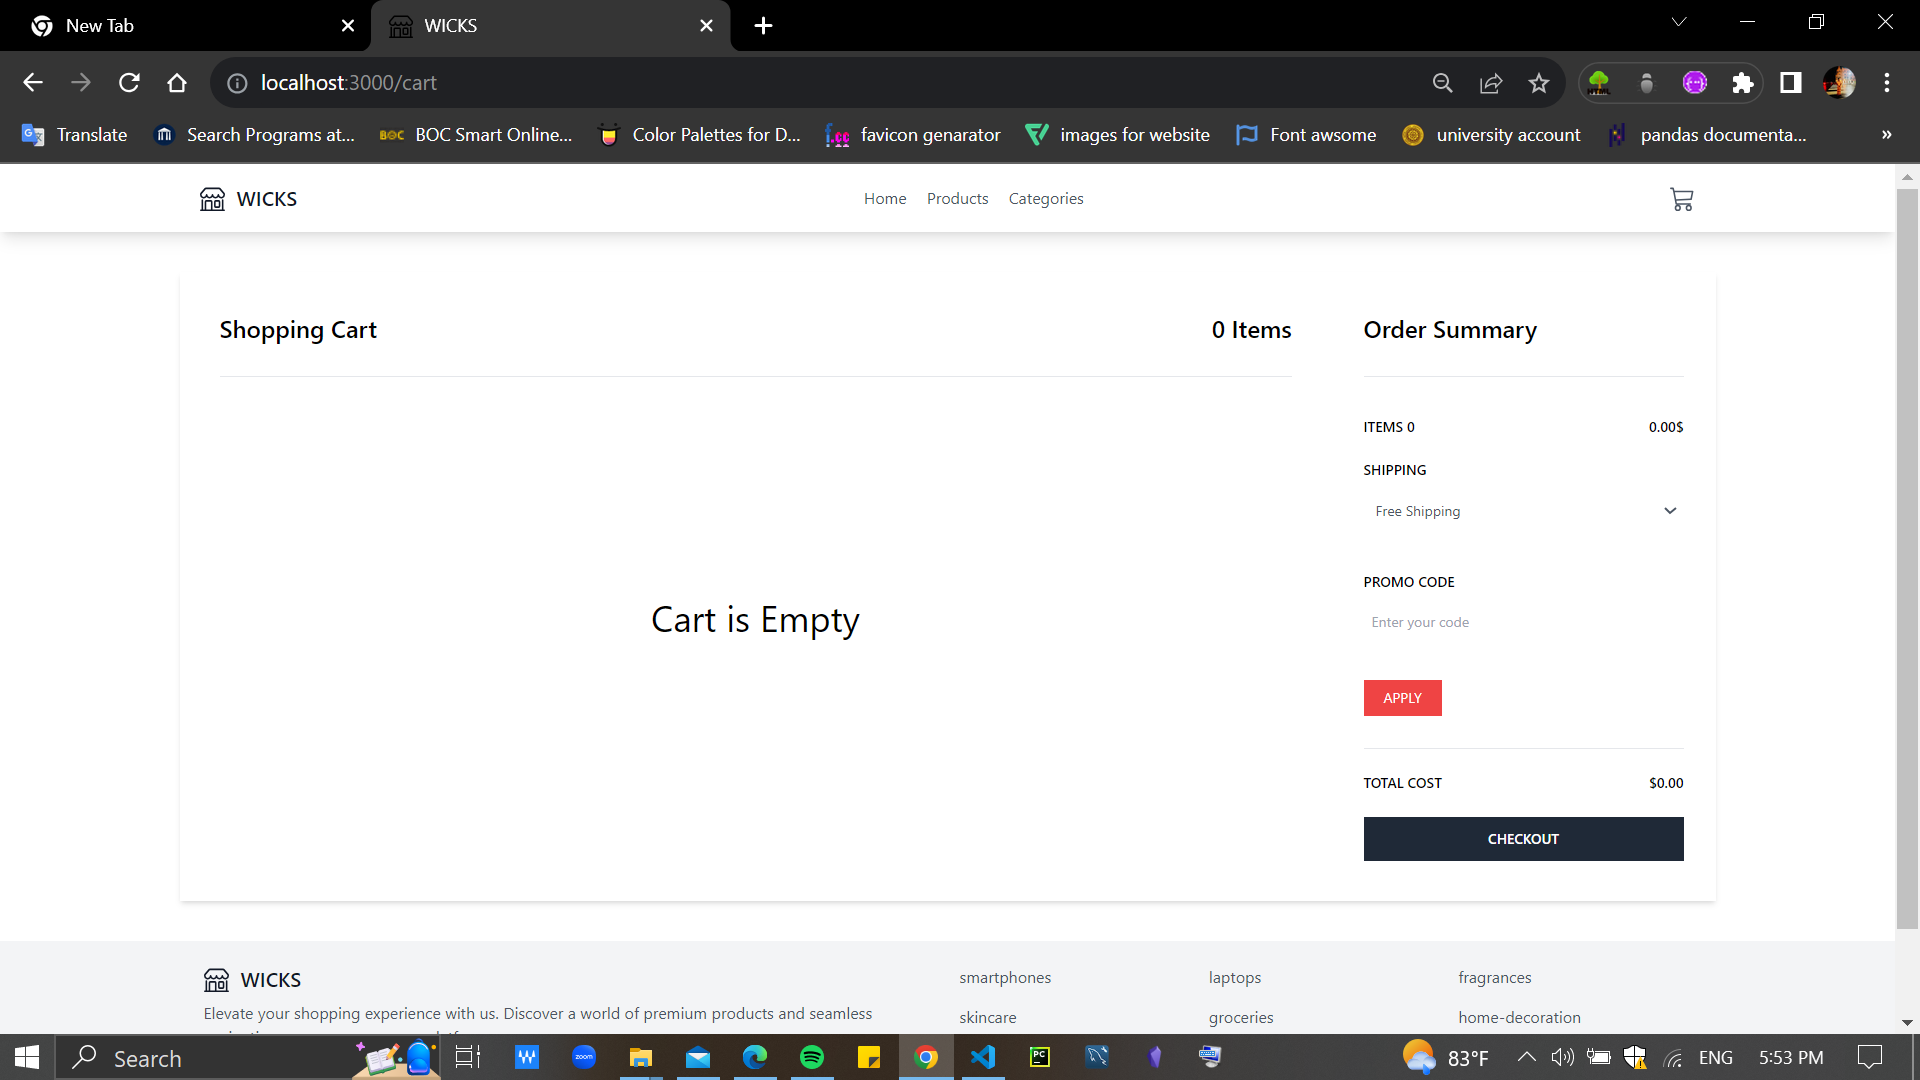 New Tab
WICKS
localhost:3000/cart
Translate
Search Programs at...
BOC Smart Online...
Color Palettes for D...
favicon genarator
images for website
Font awsome
university account
pandas documenta...
»
WICKS
Home Products Categories
Shopping Cart 0 Items
Order Summary
ITEMS 0 0.00$
SHIPPING
Free Shipping
PROMO CODE
Enter your code
APPLY
Cart is Empty
TOTAL COST $0.00
CHECKOUT
WICKS
Elevate your shopping experience with us. Discover a world of premium products and seamless
smartphones laptops fragrances
skincare groceries home-decoration
Search
zoom
83°F
ENG
5:53 PM